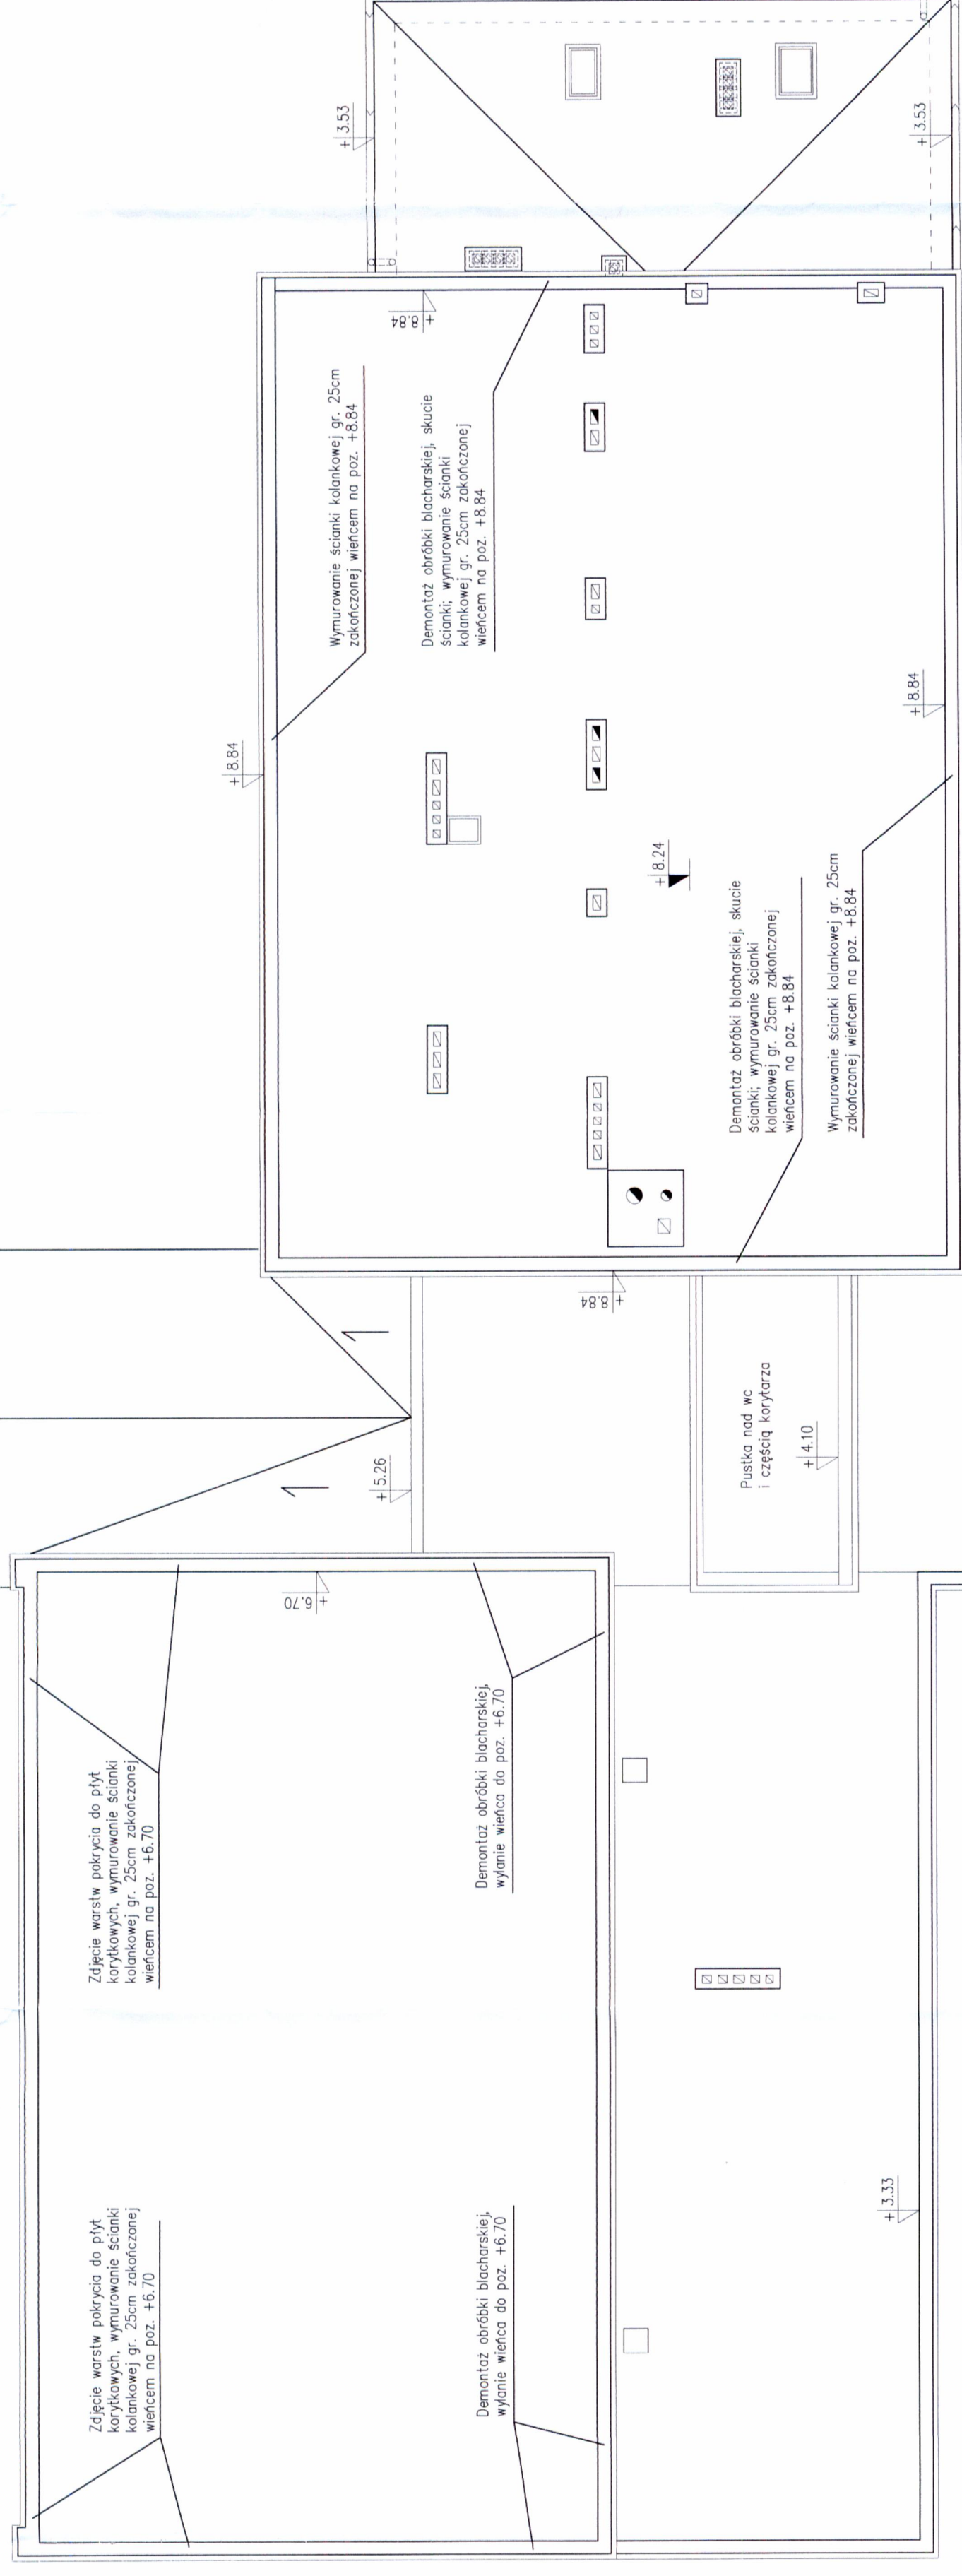 Zdjęcie warstw pokrycia do płyt
korytkowych, wymurowanie ścianki
kolankowej gr. 25cm zakończonej
wieńcem na poz. +6.70
Zdjęcie warstw pokrycia do płyt
korytkowych, wymurowanie ścianki
kolankowej gr. 25cm zakończonej
wieńcem na poz. +6.70
+ 6.70
Demontaż obróbki blacharskiej,
wylanie wieńca do poz. +6.70
Demontaż obróbki blacharskiej,
wylanie wieńca do poz. +6.70
+ 3.33
1
1
+ 5.26
Pustka nad wc
i częścią korytarza
+ 4.10
+ 8.84
+ 8.84
Wymurowanie ścianki kolankowej gr. 25cm
zakończonej wieńcem na poz. +8.84
+ 8.84
Demontaż obróbki blacharskiej, skucie
ścianki; wymurowanie ścianki
kolankowej gr. 25cm zakończonej
wieńcem na poz. +8.84
+ 8.24
Demontaż obróbki blacharskiej, skucie
ścianki; wymurowanie ścianki
kolankowej gr. 25cm zakończonej
wieńcem na poz. +8.84
Wymurowanie ścianki kolankowej gr. 25cm
zakończonej wieńcem na poz. +8.84
+ 8.84
+ 3.53
+ 3.53